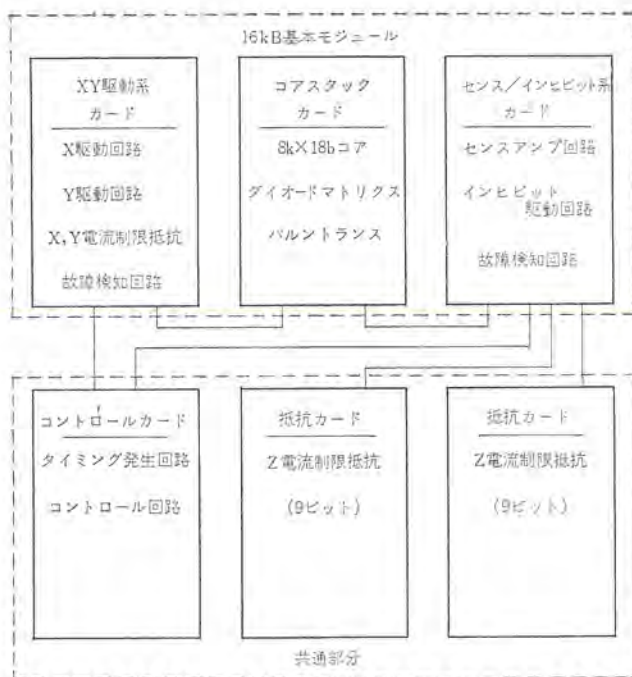 16kB基本モジュール
XY駆動系
カード
X駆動回路
Y駆動回路
X,Y電流制限抵抗
故障検知回路
コアスタック
カード
8k×18bコア
ダイオードマトリクス
バルントランス
センス/インヒビット系
カード
センスアンプ回路
インヒビット
駆動回路
故障検知回路
コントロールカード
タイミング発生回路
コントロール回路
抵抗カード
Z電流制限抵抗
(9ビット)
抵抗カード
Z電流制限抵抗
(9ビット)
共通部分